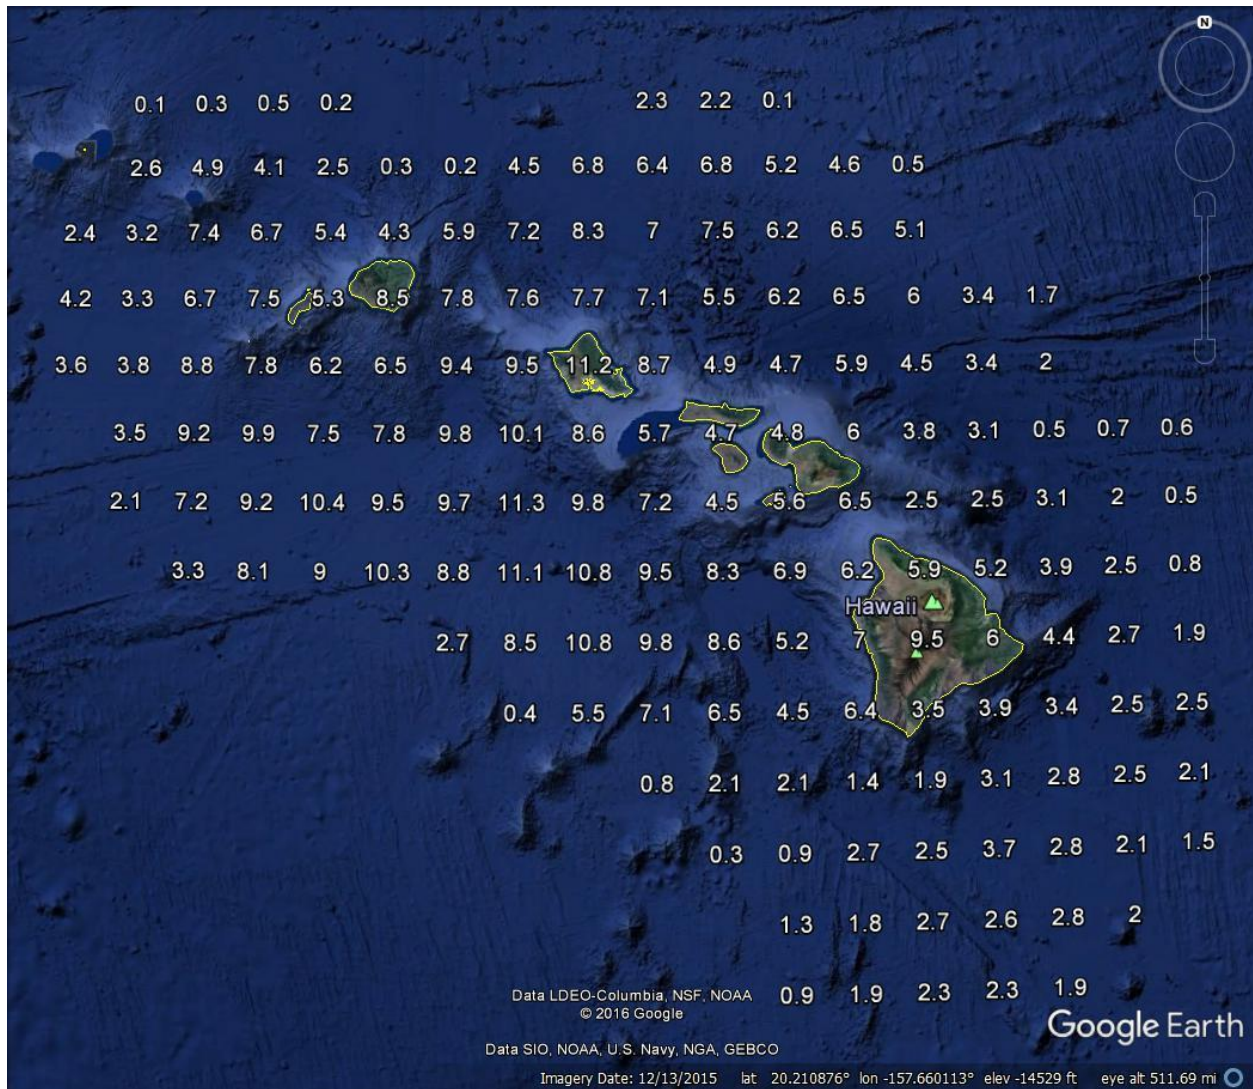 N
0.1 0.3 0.5 0.2 2.3 2.2 0.1
2.6 4.9 4.1 2.5 0.3 0.2 4.5 6.8 6.4 6.8 5.2 4.6 0.5
2.4 3.2 7.4 6.7 5.4 4.3 5.9 7.2 8.3 7 7.5 6.2 6.5 5.1
4.2 3.3 6.7 7.5 5.3 8.5 7.8 7.6 7.7 7.1 5.5 6.2 6.5 6 3.4 1.7
3.6 3.8 8.8 7.8 6.2 6.5 9.4 9.5 11.2 8.7 4.9 4.7 5.9 4.5 3.4 2
3.5 9.2 9.9 7.5 7.8 9.8 10.1 8.6 5.7 4.7 4.8 6 3.8 3.1 0.5 0.7 0.6
2.1 7.2 9.2 10.4 9.5 9.7 11.3 9.8 7.2 4.5 5.6 6.5 2.5 2.5 3.1 2 0.5
3.3 8.1 9 10.3 8.8 11.1 10.8 9.5 8.3 6.9 6.2 5.9 5.2 3.9 2.5 0.8
Hawaii
2.7 8.5 10.8 9.8 8.6 5.2 7 9.5 6 4.4 2.7 1.9
0.4 5.5 7.1 6.5 4.5 6.4 3.5 3.9 3.4 2.5 2.5
0.8 2.1 2.1 1.4 1.9 3.1 2.8 2.5 2.1
0.3 0.9 2.7 2.5 3.7 2.8 2.1 1.5
1.3 1.8 2.7 2.6 2.8 2
0.9 1.9 2.3 2.3 1.9
Data LDEO-Columbia, NSF, NOAA
© 2016 Google
Google Earth
Data SIO, NOAA, U.S. Navy, NGA, GEBCO
Imagery Date: 12/13/2015 lat 20.210876° lon -157.660113° elev -14529 ft eye alt 511.69 mi